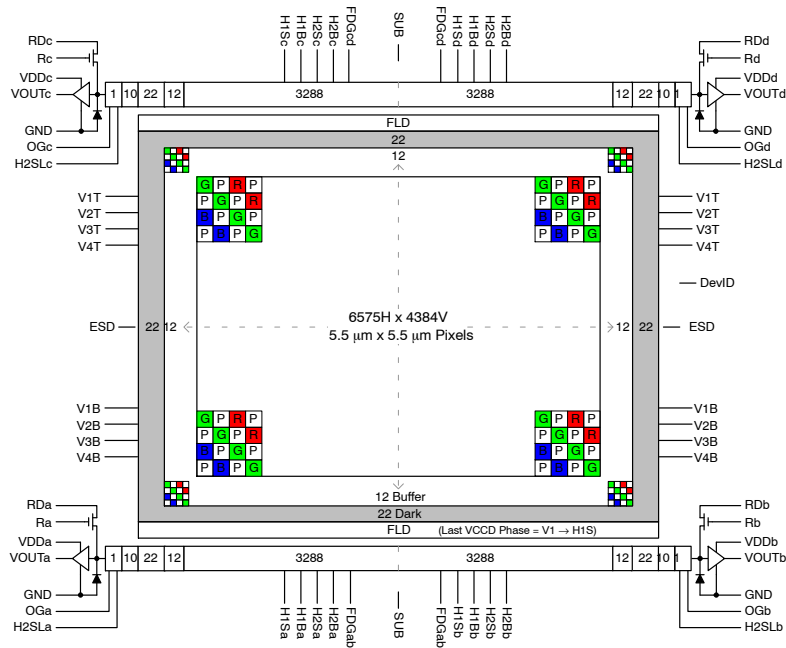 H1Sc H1Bc H2Sc H2Bc FDGcd SUB FDGcd H1Sd H1Bd H2Sd H2Bd
RDc
Rc
VDDc
VOUTc
GND
OGc
H2SLc
1 10 22 12 3288 3288 12 22 10 1
RDd
Rd
VDDd
VOUTd
GND
OGd
H2SLd
FLD
22
12
G P R P
P G P R
B P G P
P B P G
G P R P
P G P R
B P G P
P B P G
V1T
V2T
V3T
V4T
V1T
V2T
V3T
V4T
DevID
ESD 22 12
6575H x 4384V
5.5 µm x 5.5 µm Pixels
12 22 ESD
V1B
V2B
V3B
V4B
V1B
V2B
V3B
V4B
G P R P
P G P R
B P G P
P B P G
G P R P
P G P R
B P G P
P B P G
12 Buffer
22 Dark
FLD (Last VCCD Phase = V1 → H1S)
RDa
Ra
VDDa
VOUTa
GND
OGa
H2SLa
1 10 22 12 3288 3288 12 22 10 1
RDb
Rb
VDDb
VOUTb
GND
OGb
H2SLb
H1Sa H1Ba H2Sa H2Ba FDGab SUB FDGab H1Sb H1Bb H2Sb H2Bb